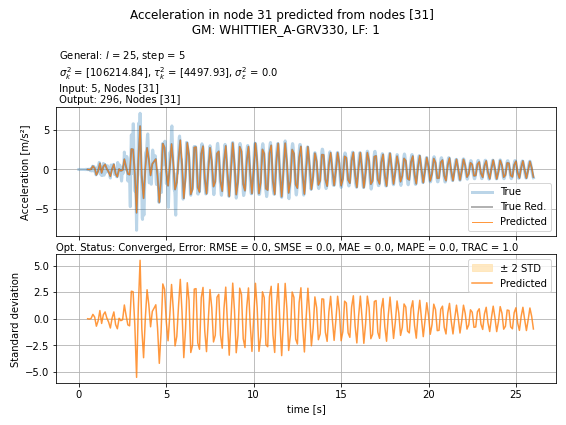 Acceleration in node 31 predicted from nodes [31]
GM: WHITTIER_A-GRV330, LF: 1
General: l = 25, step = 5
σ²ₖ = [106214.84], τ²ₖ = [4497.93], σ²ε = 0.0
Input: 5, Nodes [31]
Output: 296, Nodes [31]
Acceleration [m/s²]
5
0
−5
True
True Red.
Predicted
Opt. Status: Converged, Error: RMSE = 0.0, SMSE = 0.0, MAE = 0.0, MAPE = 0.0, TRAC = 1.0
Standard deviation
5.0
2.5
0.0
−2.5
−5.0
± 2 STD
Predicted
0 5 10 15 20 25
time [s]